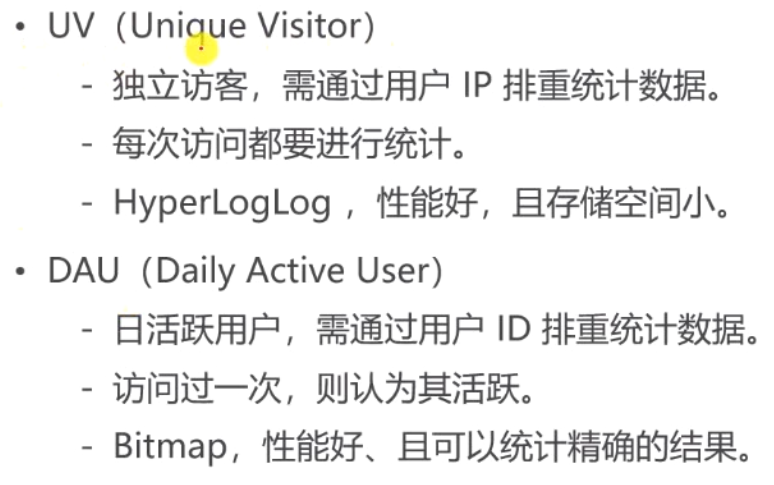 • UV（Unique Visitor）
- 独立访客，需通过用户 IP 排重统计数据。
- 每次访问都要进行统计。
- HyperLogLog ，性能好，且存储空间小。
• DAU（Daily Active User）
- 日活跃用户，需通过用户 ID 排重统计数据。
- 访问过一次，则认为其活跃。
- Bitmap，性能好、且可以统计精确的结果。